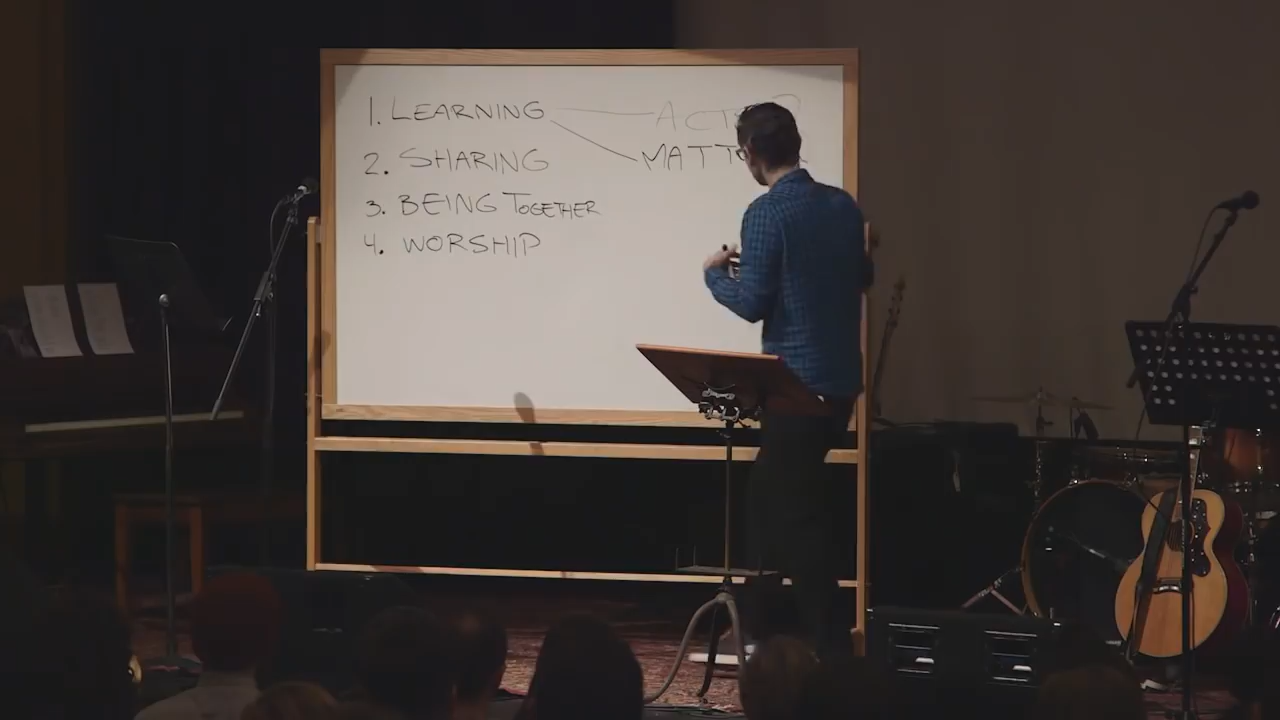 1. LEARNING
2. SHARING
3. BEING TOGETHER
4. WORSHIP